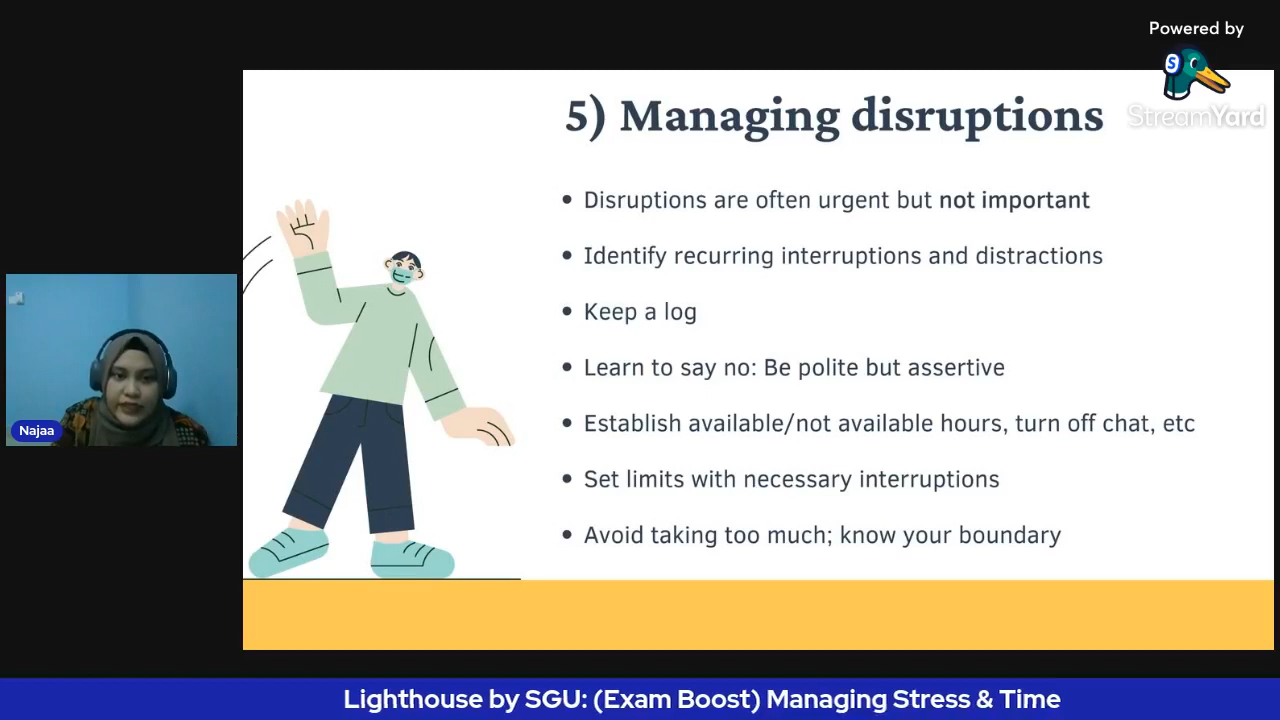 Powered by
StreamYard
5) Managing disruptions
• Disruptions are often urgent but not important
• Identify recurring interruptions and distractions
• Keep a log
• Learn to say no: Be polite but assertive
• Establish available/not available hours, turn off chat, etc
• Set limits with necessary interruptions
• Avoid taking too much; know your boundary
Najaa
Lighthouse by SGU: (Exam Boost) Managing Stress & Time